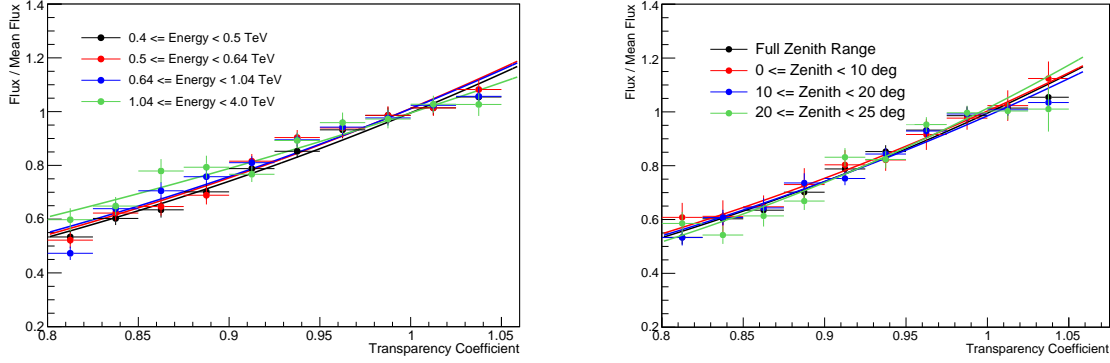 Flux / Mean Flux
1.4
1.2
1
0.8
0.6
0.4
0.2
0.4 <= Energy < 0.5 TeV
0.5 <= Energy < 0.64 TeV
0.64 <= Energy < 1.04 TeV
1.04 <= Energy < 4.0 TeV
0.8 0.85 0.9 0.95 1 1.05
Transparency Coefficient
Flux / Mean Flux
1.4
1.2
1
0.8
0.6
0.4
0.2
Full Zenith Range
0 <= Zenith < 10 deg
10 <= Zenith < 20 deg
20 <= Zenith < 25 deg
0.8 0.85 0.9 0.95 1 1.05
Transparency Coefficient